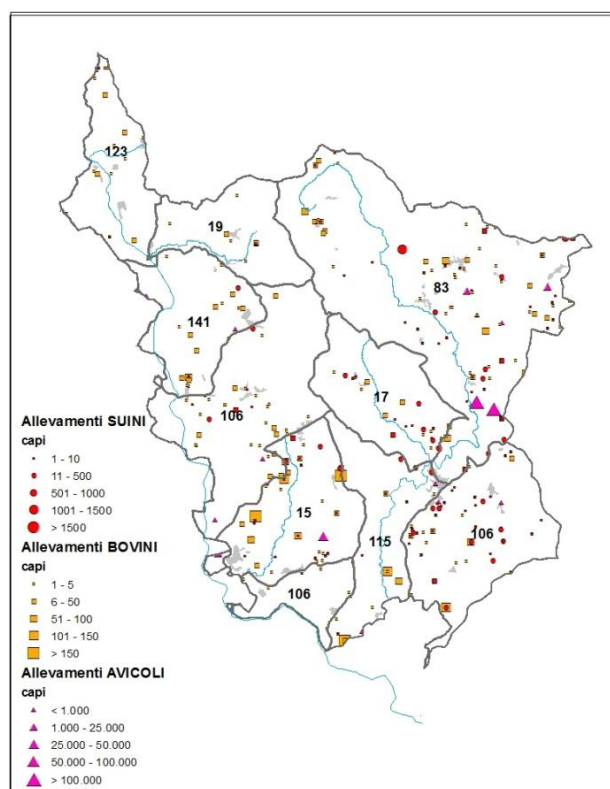 123
19
83
141
17
106
15
115
106
106
Allevamenti SUINI
capi
1 - 10
11 - 500
501 - 1000
1001 - 1500
> 1500
Allevamenti BOVINI
capi
1 - 5
6 - 50
51 - 100
101 - 150
> 150
Allevamenti AVICOLI
capi
< 1.000
1.000 - 25.000
25.000 - 50.000
50.000 - 100.000
> 100.000